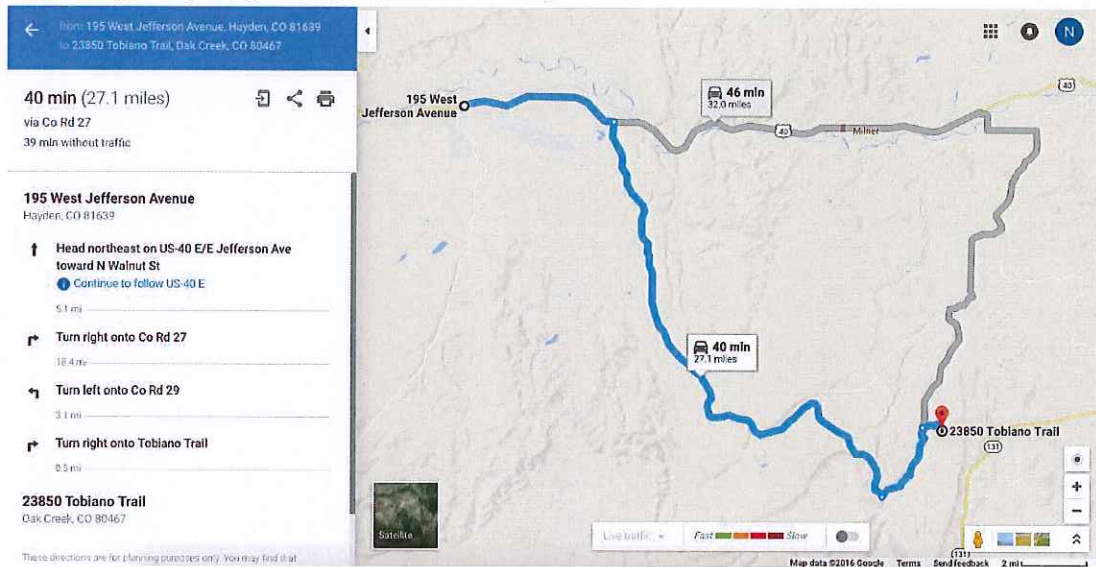 from 195 West Jefferson Avenue, Hayden, CO 81639
to 23850 Tobiano Trail, Oak Creek, CO 80467
40 min (27.1 miles)
via Co Rd 27
39 min without traffic
195 West Jefferson Avenue
Hayden, CO 81639
Head northeast on US-40 E/E Jefferson Ave
toward N Walnut St
Continue to follow US-40 E
5.1 mi
Turn right onto Co Rd 27
18.4 mi
Turn left onto Co Rd 29
3.1 mi
Turn right onto Tobiano Trail
0.5 mi
23850 Tobiano Trail
Oak Creek, CO 80467
These directions are for planning purposes only. You may find that
N
195 West
Jefferson Avenue
46 min
32.0 miles
40
40
Milner
40 min
27.1 miles
23850 Tobiano Trail
131
131
Satellite
Live traffic
Fast
Slow
Map data ©2016 Google
Terms
Send feedback
2 mi